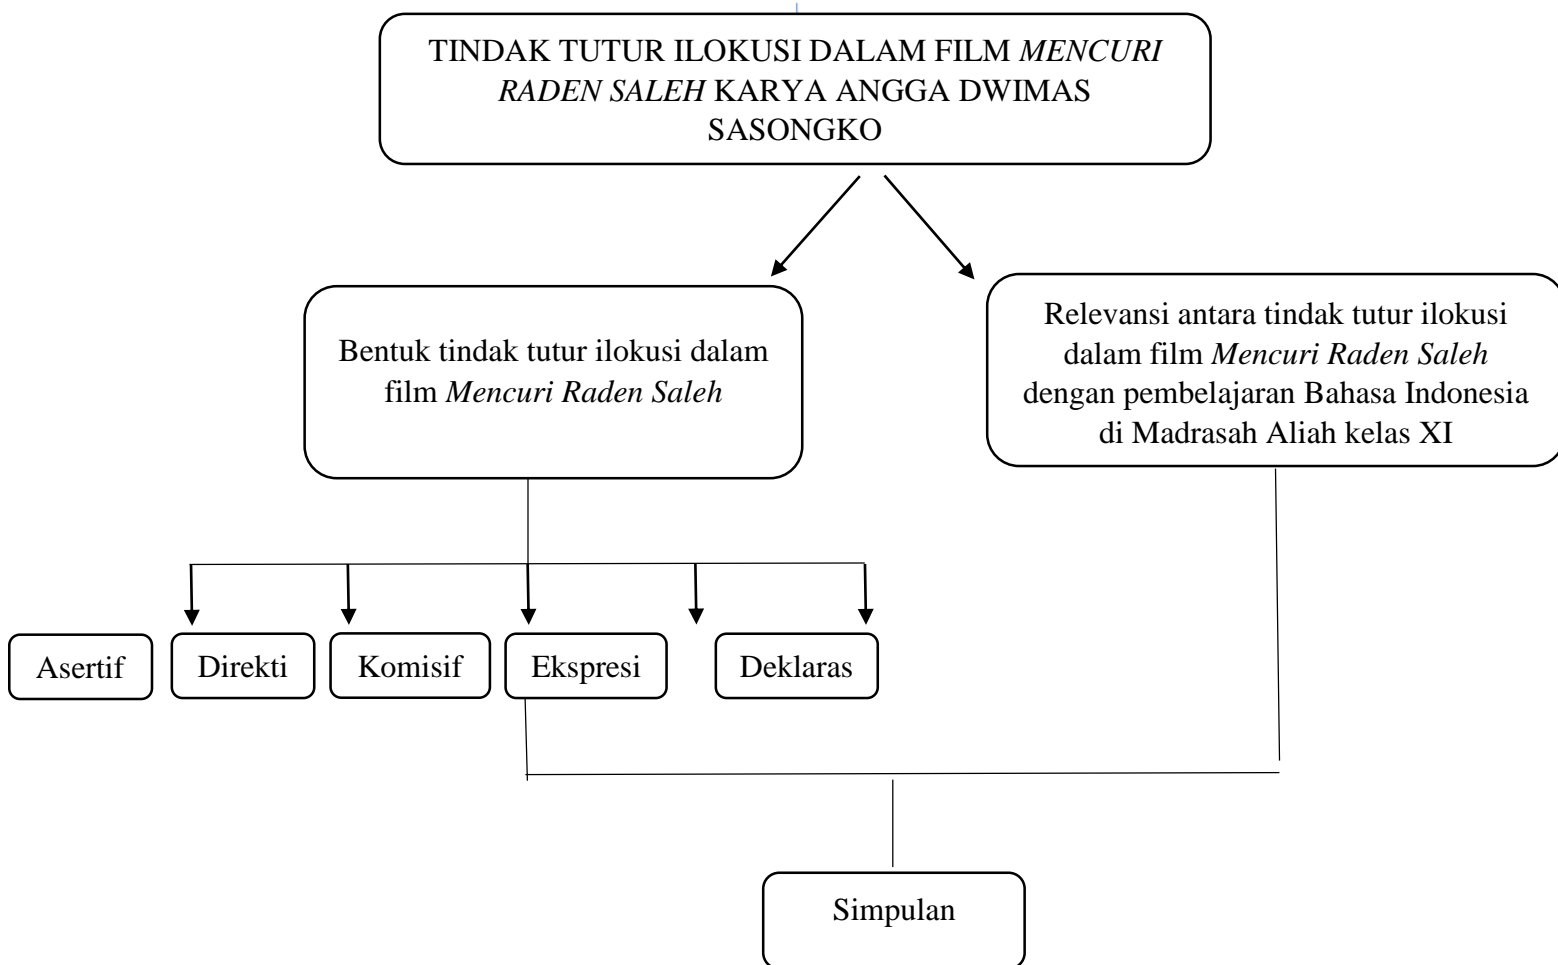 TINDAK TUTUR ILOKUSI DALAM FILM MENCURI
RADEN SALEH KARYA ANGGA DWIMAS
SASONGKO
Bentuk tindak tutur ilokusi dalam
film Mencuri Raden Saleh
Relevansi antara tindak tutur ilokusi
dalam film Mencuri Raden Saleh
dengan pembelajaran Bahasa Indonesia
di Madrasah Aliah kelas XI
Asertif
Direkti
Komisif
Ekspresi
Deklaras
Simpulan